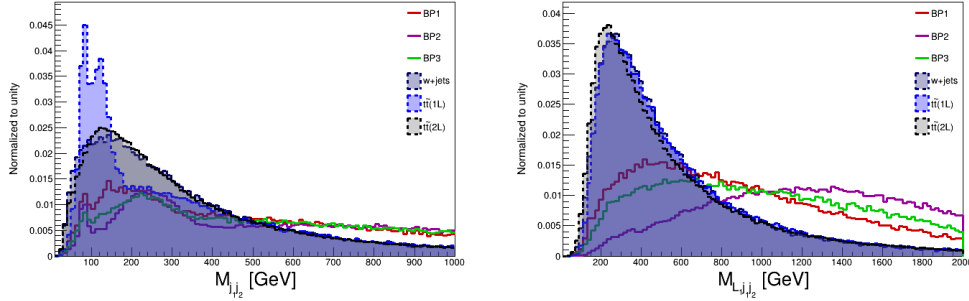 Normalized to unity
0.045
0.04
0.035
0.03
0.025
0.02
0.015
0.01
0.005
0
100 200 300 400 500 600 700 800 900 1000
M_{j_1j_2} [GeV]
BP1
BP2
BP3
w+jets
tt̃(1L)
tt̃(2L)
Normalized to unity
0.04
0.035
0.03
0.025
0.02
0.015
0.01
0.005
0
200 400 600 800 1000 1200 1400 1600 1800 2000
M_{L_1j_1j_2} [GeV]
BP1
BP2
BP3
w+jets
tt̃(1L)
tt̃(2L)